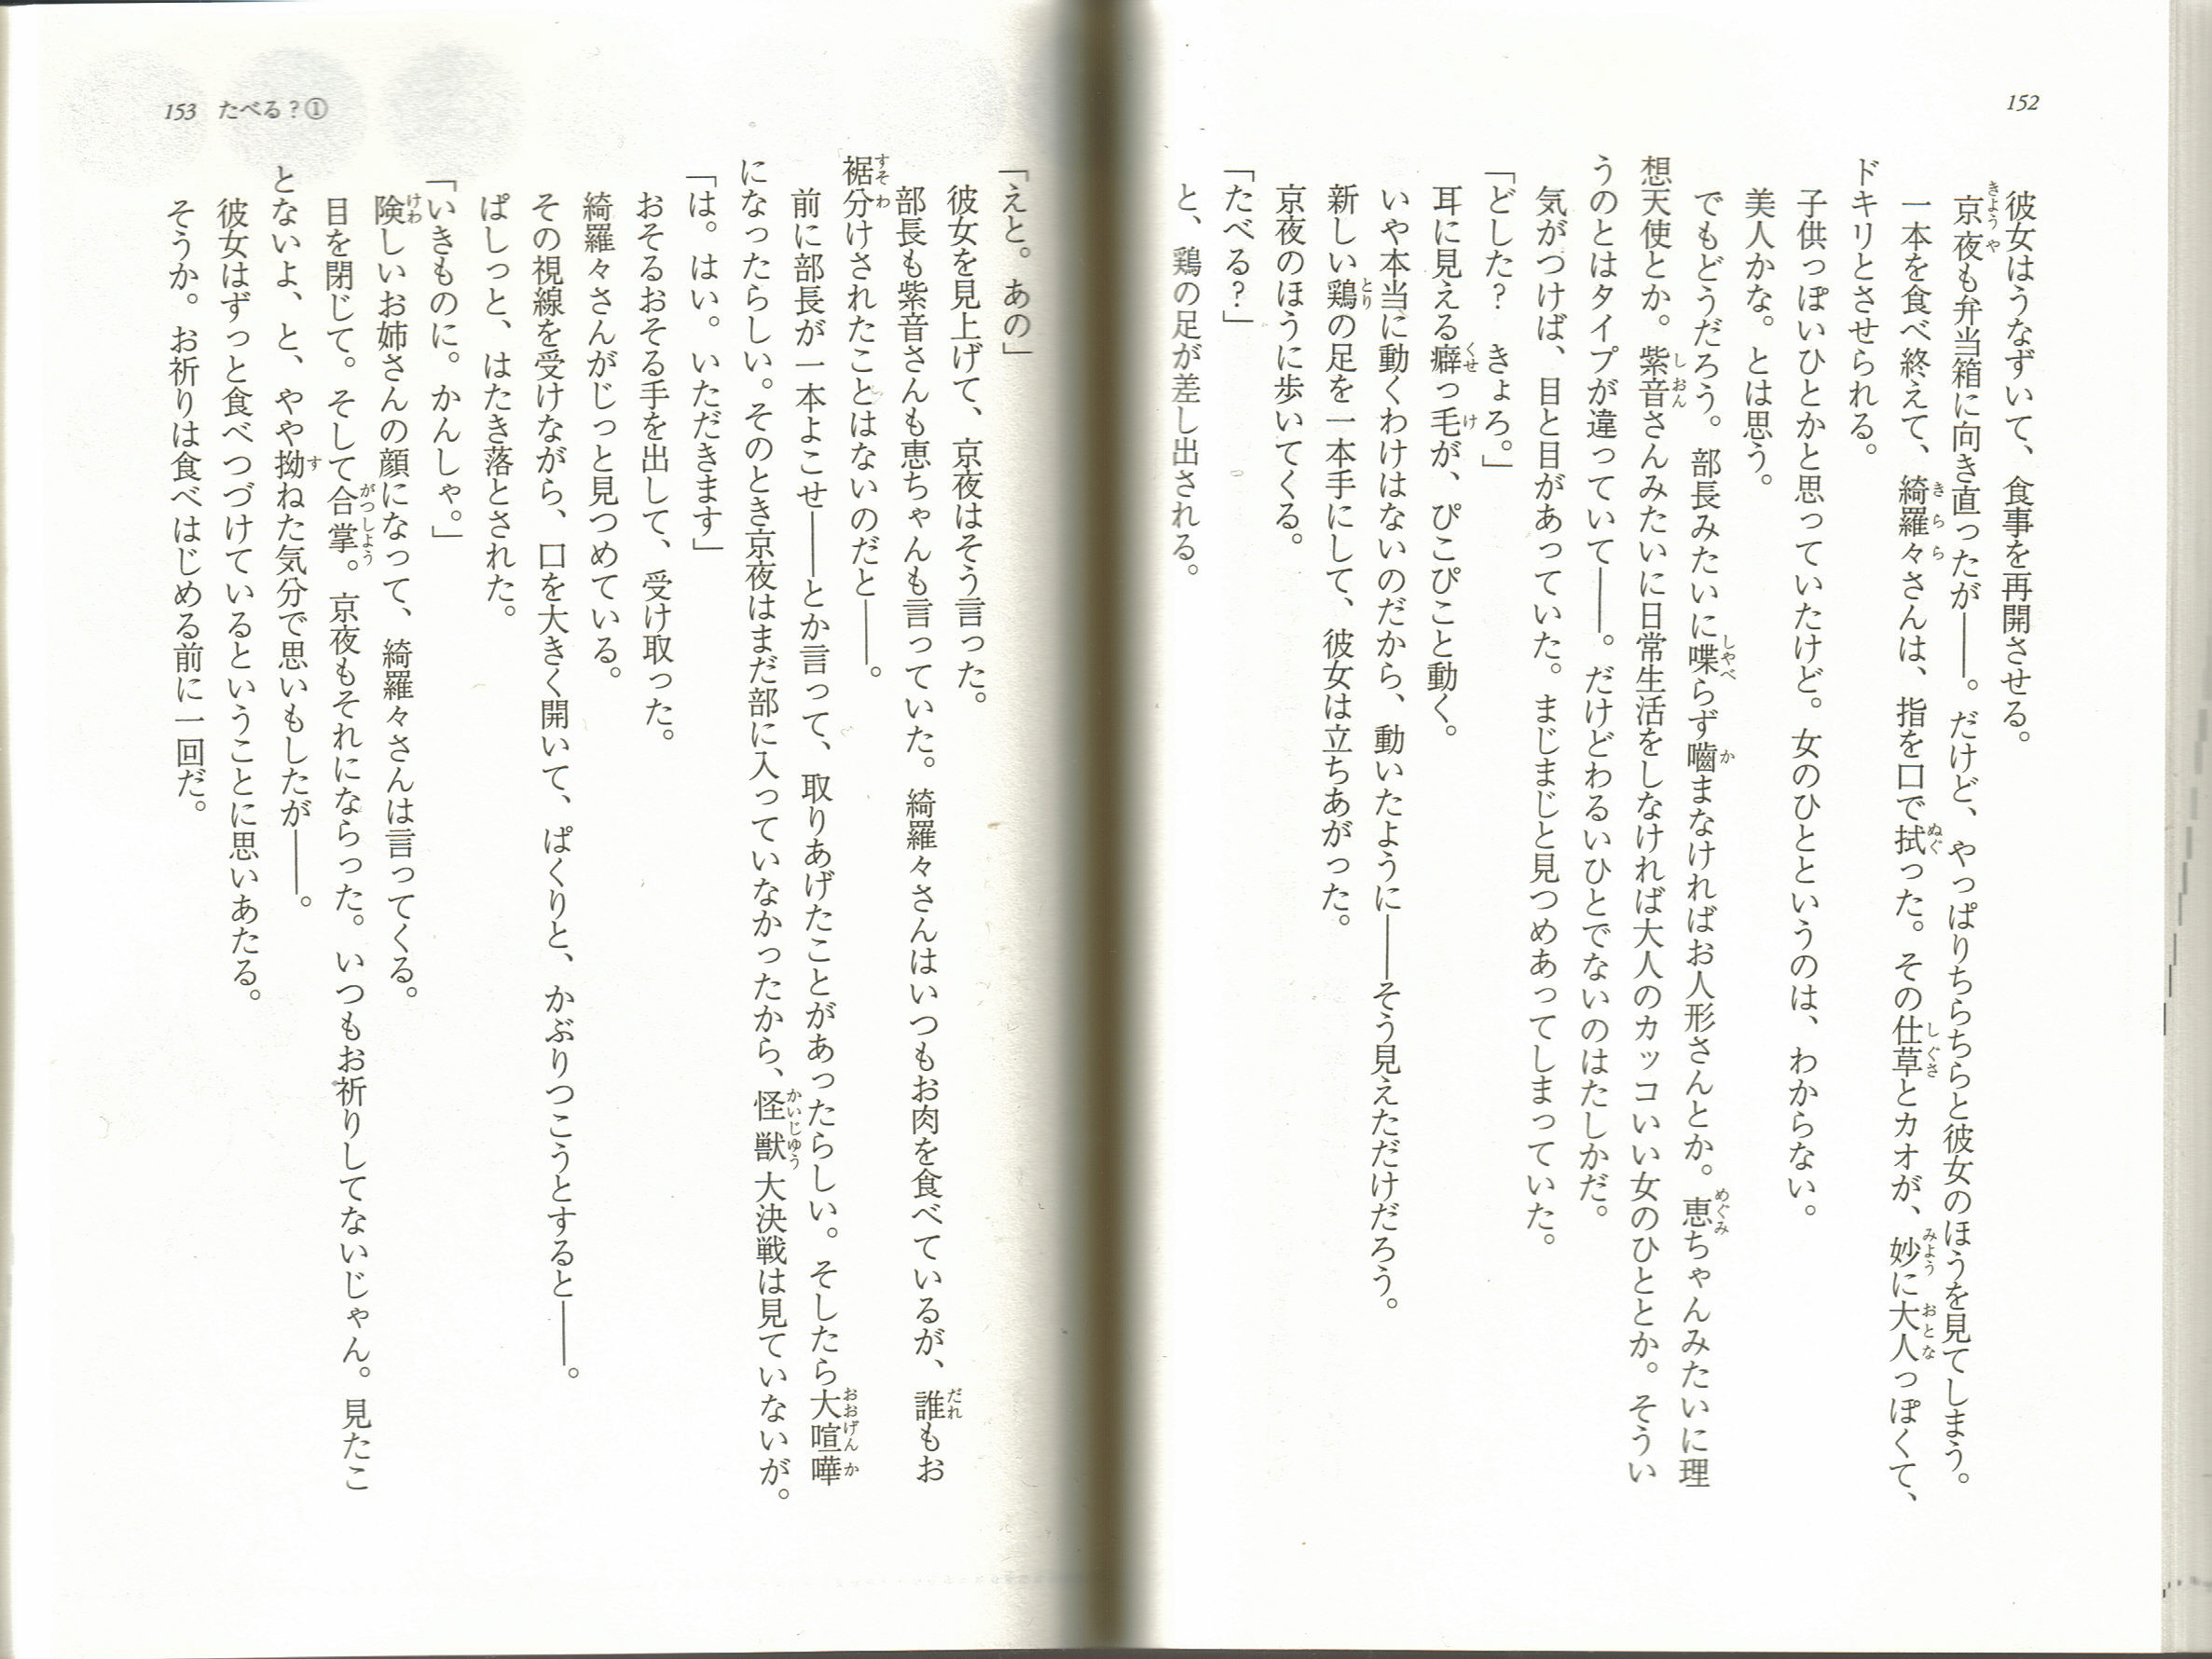 152
彼女はうなずいて、食事を再開させる。
京夜も弁当箱に向き直ったが――。だけど、やっぱりちらちらと彼女のほうを見てしまう。
一本を食べ終えて、綺羅々さんは、指を口で拭った。その仕草とカオが、妙に大人っぽくて、
ドキリとさせられる。
子供っぽいひとかと思っていたけど。女のひとというのは、わからない。
美人かな。とは思う。
でもどうだろう。部長みたいに喋らず嚙まなければお人形さんとか。恵ちゃんみたいに理
想天使とか。紫音さんみたいに日常生活をしなければ大人のカッコいい女のひととか。そうい
うのとはタイプが違っていて――。だけどわるいひとでないのはたしかだ。
気がつけば、目と目があっていた。まじまじと見つめあってしまっていた。
「どした？　きょろ。」
耳に見える癖っ毛が、ぴこぴこと動く。
いや本当に動くわけはないのだから、動いたように――そう見えただけだろう。
新しい鶏の足を一本手にして、彼女は立ちあがった。
京夜のほうに歩いてくる。
「たべる？」
と、鶏の足が差し出される。
153　たべる？①
「えと。あの」
彼女を見上げて、京夜はそう言った。
部長も紫音さんも恵ちゃんも言っていた。綺羅々さんはいつもお肉を食べているが、誰もお
裾分けされたことはないのだと――。
前に部長が一本よこせ――とか言って、取りあげたことがあったらしい。そしたら大喧嘩
になったらしい。そのとき京夜はまだ部に入っていなかったから、怪獣大決戦は見ていないが。
「は。はい。いただきます」
おそるおそる手を出して、受け取った。
綺羅々さんがじっと見つめている。
その視線を受けながら、口を大きく開いて、ぱくりと、かぶりつこうとすると――。
ぱしっと、はたき落とされた。
「いきものに。かんしゃ。」
険しいお姉さんの顔になって、綺羅々さんは言ってくる。
目を閉じて。そして合掌。京夜もそれにならった。いつもお祈りしてないじゃん。見たこ
とないよ、と、やや拗ねた気分で思いもしたが――。
彼女はずっと食べつづけているということに思いあたる。
そうか。お祈りは食べはじめる前に一回だ。